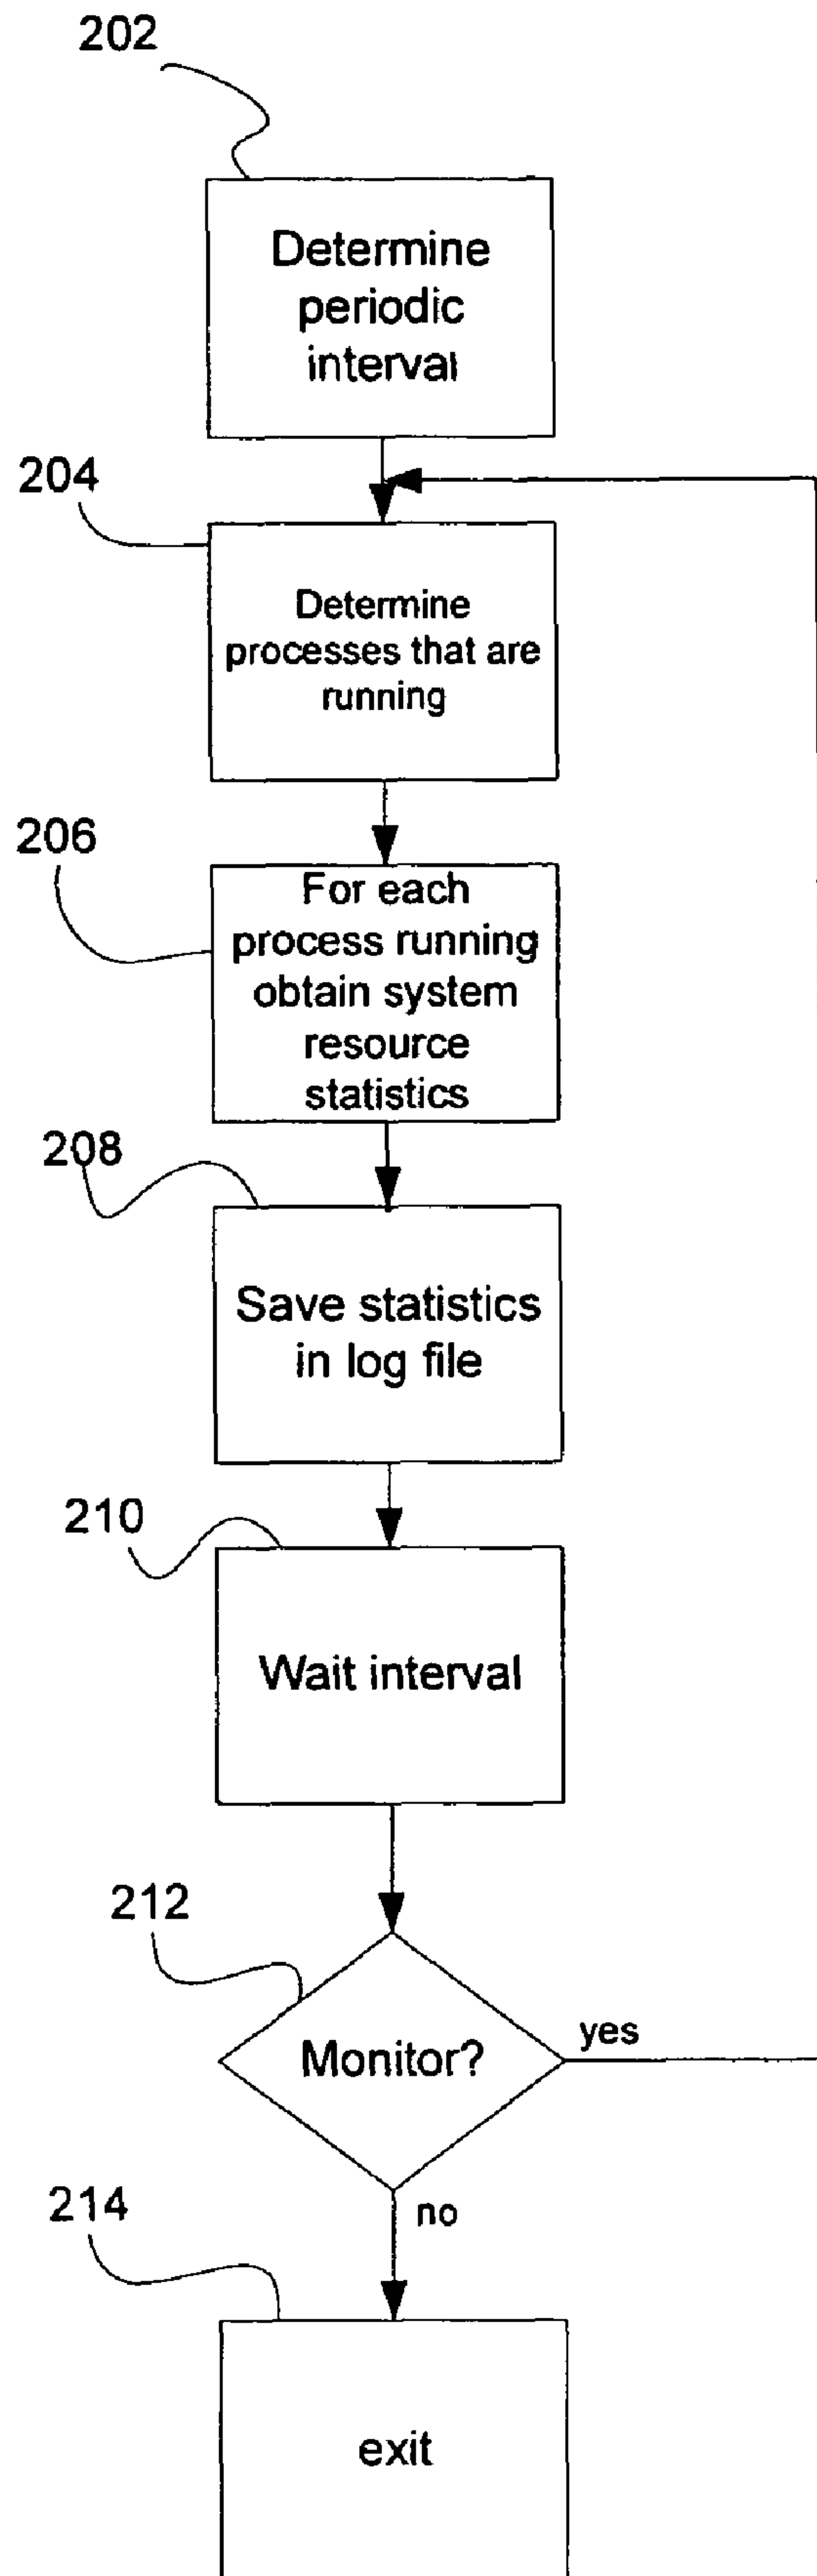 202
Determine
periodic
interval
204
Determine
processes that are
running
206
For each
process running
obtain system
resource
statistics
208
Save statistics
in log file
210
Wait interval
212
Monitor?
yes
no
214
exit